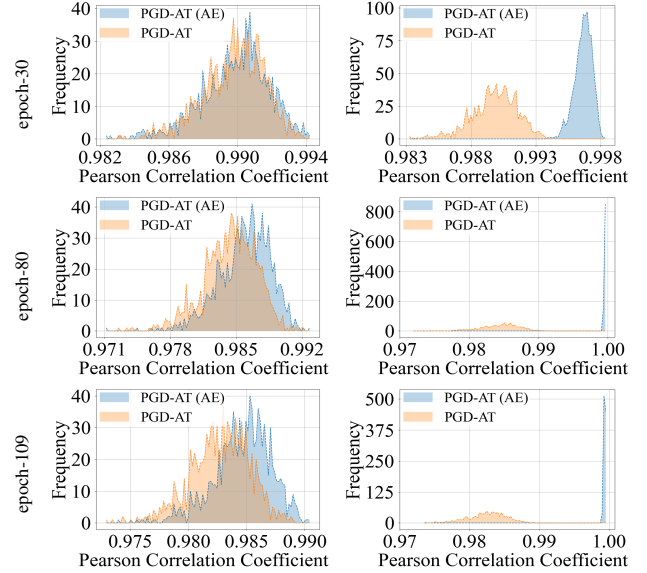 epoch-30
Frequency
40
30
20
10
0
PGD-AT (AE)
PGD-AT
0.982 0.986 0.990 0.994
Pearson Correlation Coefficient
Frequency
100
75
50
25
0
PGD-AT (AE)
PGD-AT
0.983 0.988 0.993 0.998
Pearson Correlation Coefficient
epoch-80
Frequency
40
30
20
10
0
PGD-AT (AE)
PGD-AT
0.971 0.978 0.985 0.992
Pearson Correlation Coefficient
Frequency
800
600
400
200
0
PGD-AT (AE)
PGD-AT
0.97 0.98 0.99 1.00
Pearson Correlation Coefficient
epoch-109
Frequency
40
30
20
10
0
PGD-AT (AE)
PGD-AT
0.975 0.980 0.985 0.990
Pearson Correlation Coefficient
Frequency
500
375
250
125
0
PGD-AT (AE)
PGD-AT
0.97 0.98 0.99 1.00
Pearson Correlation Coefficient